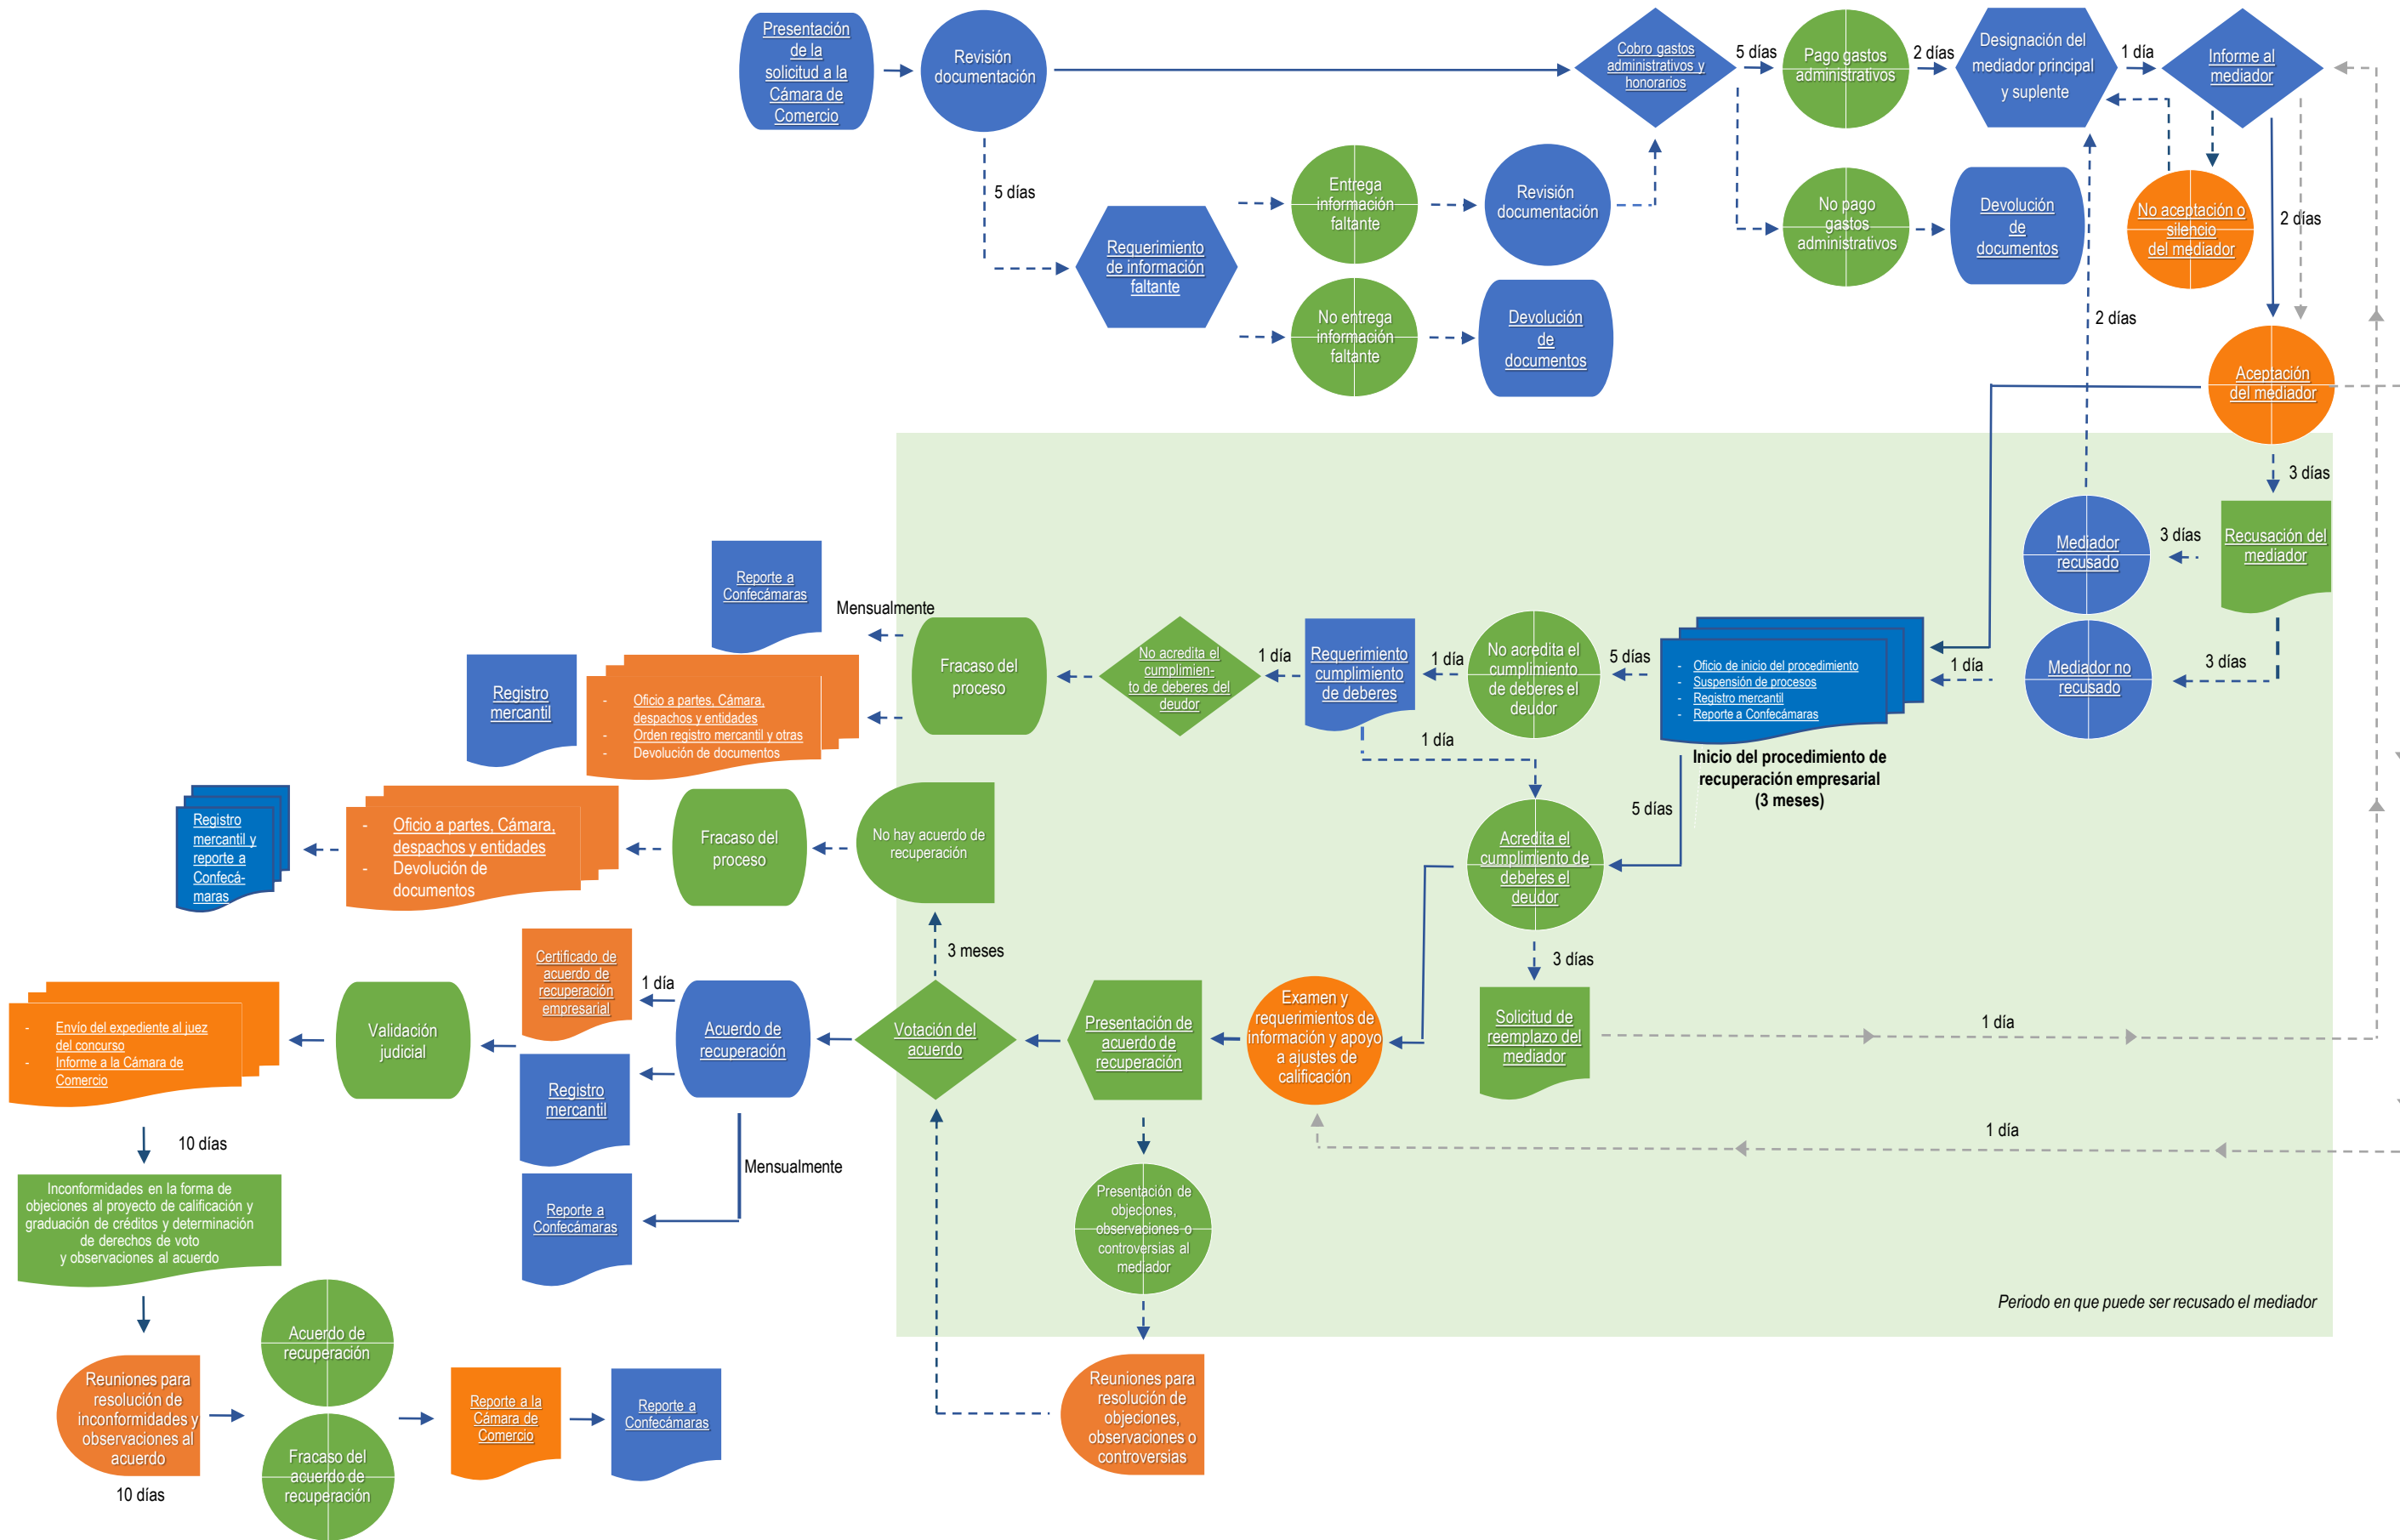 Presentación
de la
solicitud a la
Cámara de
Comercio
Revisión
documentación
Cobro gastos
administrativos y
honorarios
5 días
Pago gastos
administrativos
2 días
Designación del
mediador principal
y suplente
1 día
Informe al
mediador
5 días
Requerimiento
de información
faltante
Entrega
información
faltante
Revisión
documentación
No entrega
información
faltante
Devolución
de
documentos
No pago
gastos
administrativos
Devolución
de
documentos
No aceptación o
silencio
del mediador
2 días
2 días
Aceptación
del mediador
3 días
Recusación del
mediador
3 días
Mediador
recusado
3 días
Mediador no
recusado
1 día
- Oficio de inicio del procedimiento
- Suspensión de procesos
- Registro mercantil
- Reporte a Confecámaras
Inicio del procedimiento de
recuperación empresarial
(3 meses)
5 días
No acredita el
cumplimiento
de deberes el
deudor
1 día
Requerimiento
cumplimiento
de deberes
1 día
No acredita el
cumplimien-
to de deberes del
deudor
Fracaso del
proceso
Mensualmente
Reporte a
Confecámaras
- Oficio a partes, Cámara,
despachos y entidades
- Orden registro mercantil y otras
- Devolución de documentos
Registro
mercantil
1 día
5 días
Acredita el
cumplimiento de
deberes el
deudor
3 días
Solicitud de
reemplazo del
mediador
1 día
1 día
Examen y
requerimientos de
información y apoyo
a ajustes de
calificación
Presentación de
acuerdo de
recuperación
Presentación de
objeciones,
observaciones o
controversias al
mediador
Reuniones para
resolución de
objeciones,
observaciones o
controversias
Periodo en que puede ser recusado el mediador
Votación del
acuerdo
3 meses
No hay acuerdo de
recuperación
Fracaso del
proceso
- Oficio a partes, Cámara,
despachos y entidades
- Devolución de
documentos
Registro
mercantil y
reporte a
Confecá-
maras
Acuerdo de
recuperación
1 día
Certificado de
acuerdo de
recuperación
empresarial
Registro
mercantil
Mensualmente
Reporte a
Confecámaras
Validación
judicial
- Envío del expediente al juez
del concurso
- Informe a la Cámara de
Comercio
10 días
Inconformidades en la forma de
objeciones al proyecto de calificación y
graduación de créditos y determinación
de derechos de voto
y observaciones al acuerdo
Reuniones para
resolución de
inconformidades y
observaciones al
acuerdo
10 días
Acuerdo de
recuperación
Fracaso del
acuerdo de
recuperación
Reporte a la
Cámara de
Comercio
Reporte a
Confecámaras